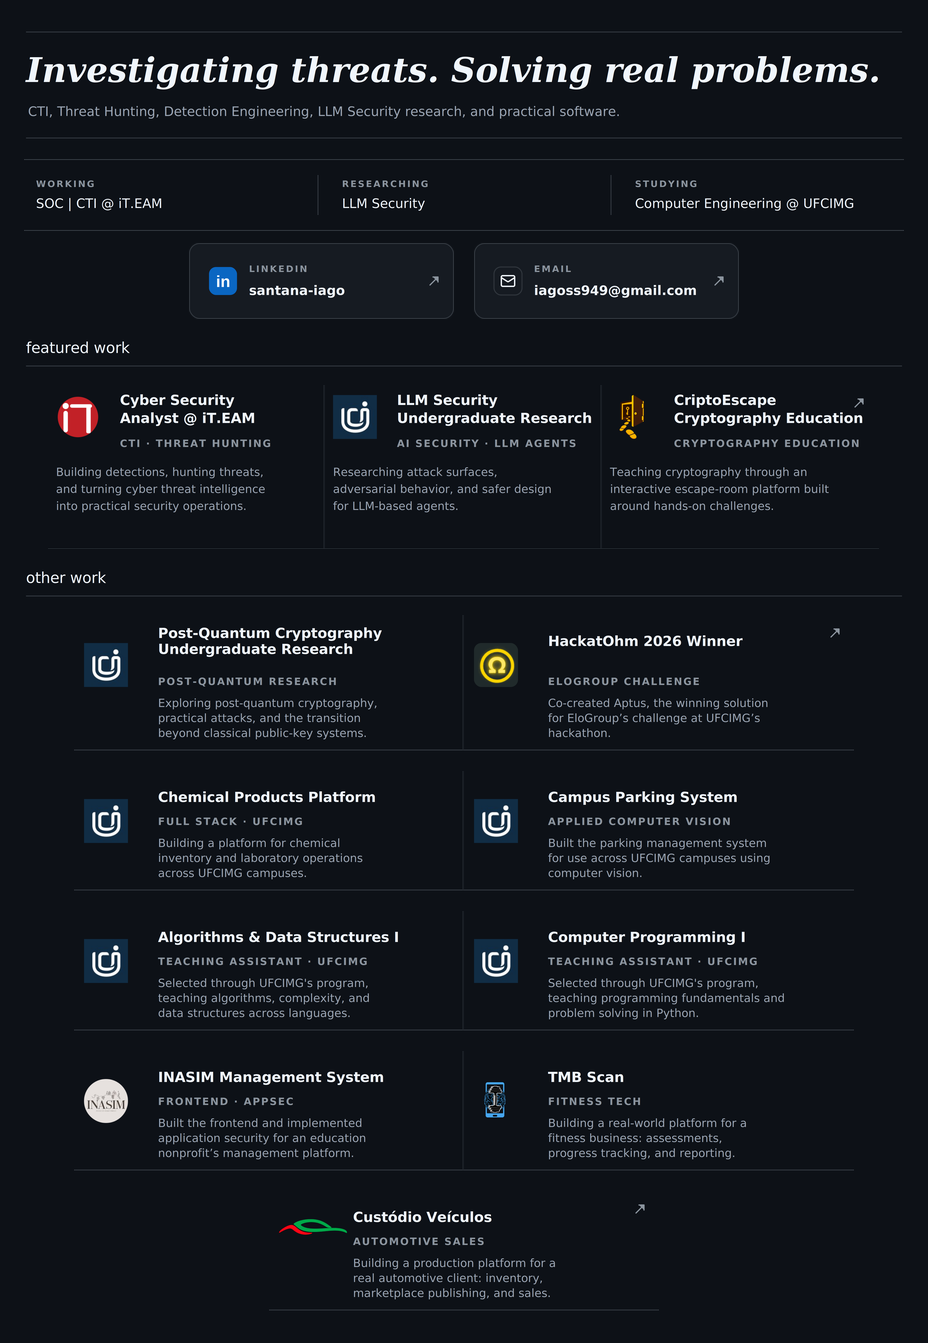 Investigating threats. Solving real problems.
CTI, Threat Hunting, Detection Engineering, LLM Security research, and practical software.
WORKING
SOC | CTI @ iT.EAM
RESEARCHING
LLM Security
STUDYING
Computer Engineering @ UFCIMG
in
LINKEDIN
santana-iago
EMAIL
iagoss949@gmail.com
featured work
iT
Cyber Security
Analyst @ iT.EAM
CTI · THREAT HUNTING
Building detections, hunting threats,
and turning cyber threat intelligence
into practical security operations.
LLM Security
Undergraduate Research
AI SECURITY · LLM AGENTS
Researching attack surfaces,
adversarial behavior, and safer design
for LLM-based agents.
CriptoEscape
Cryptography Education
CRYPTOGRAPHY EDUCATION
Teaching cryptography through an
interactive escape-room platform built
around hands-on challenges.
other work
Post-Quantum Cryptography
Undergraduate Research
POST-QUANTUM RESEARCH
Exploring post-quantum cryptography,
practical attacks, and the transition
beyond classical public-key systems.
Ω
HackatOhm 2026 Winner
ELOGROUP CHALLENGE
Co-created Aptus, the winning solution
for EloGroup’s challenge at UFCIMG’s
hackathon.
Chemical Products Platform
FULL STACK · UFCIMG
Building a platform for chemical
inventory and laboratory operations
across UFCIMG campuses.
Campus Parking System
APPLIED COMPUTER VISION
Built the parking management system
for use across UFCIMG campuses using
computer vision.
Algorithms & Data Structures I
TEACHING ASSISTANT · UFCIMG
Selected through UFCIMG's program,
teaching algorithms, complexity, and
data structures across languages.
Computer Programming I
TEACHING ASSISTANT · UFCIMG
Selected through UFCIMG's program,
teaching programming fundamentals and
problem solving in Python.
INASIM
INASIM Management System
FRONTEND · APPSEC
Built the frontend and implemented
application security for an education
nonprofit’s management platform.
TMB Scan
FITNESS TECH
Building a real-world platform for a
fitness business: assessments,
progress tracking, and reporting.
Custódio Veículos
AUTOMOTIVE SALES
Building a production platform for a
real automotive client: inventory,
marketplace publishing, and sales.